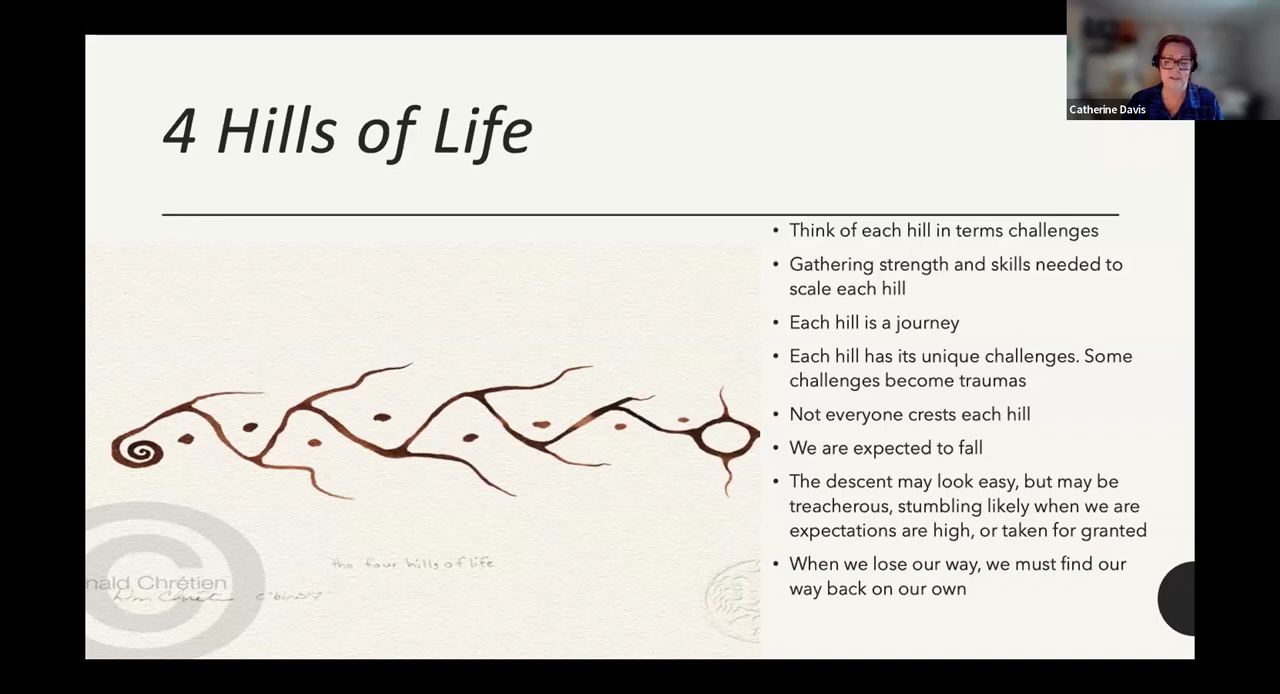 Catherine Davis
4 Hills of Life
• Think of each hill in terms challenges
• Gathering strength and skills needed to
scale each hill
• Each hill is a journey
• Each hill has its unique challenges. Some
challenges become traumas
• Not everyone crests each hill
• We are expected to fall
• The descent may look easy, but may be
treacherous, stumbling likely when we are
expectations are high, or taken for granted
• When we lose our way, we must find our
way back on our own
the four hills of life
nald Chrétien